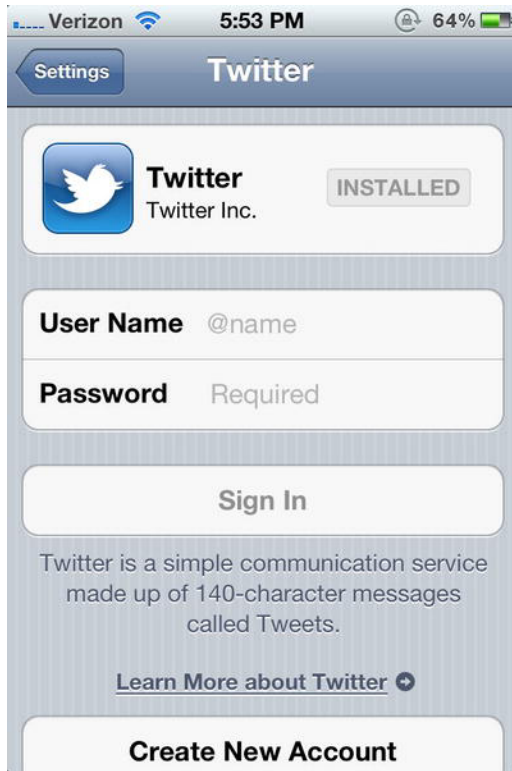 Verizon 5:53 PM 64%
Settings Twitter
Twitter INSTALLED
Twitter Inc.
User Name @name
Password Required
Sign In
Twitter is a simple communication service
made up of 140-character messages
called Tweets.
Learn More about Twitter
Create New Account